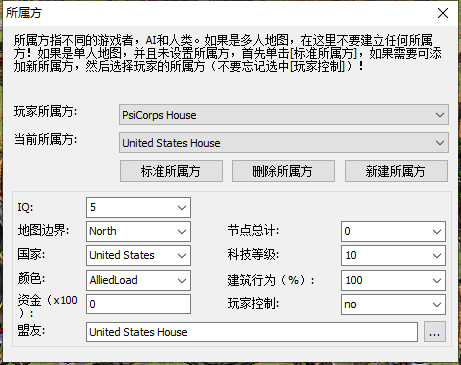 所属方
所属方指不同的游戏者，AI和人类。如果是多人地图，在这里不要建立任何所属
方！如果是单人地图，并且未设置所属方，首先单击[标准所属方]，如果需要可添
加新所属方，然后选择玩家的所属方（不要忘记选中[玩家控制]）！
玩家所属方: PsiCorps House
当前所属方: United States House
标准所属方 删除所属方 新建所属方
IQ: 5
地图边界: North 节点总计: 0
国家: United States 科技等级: 10
颜色: AlliedLoad 建筑行为（%）: 100
资金（x100
）: 0 玩家控制: no
盟友: United States House ...